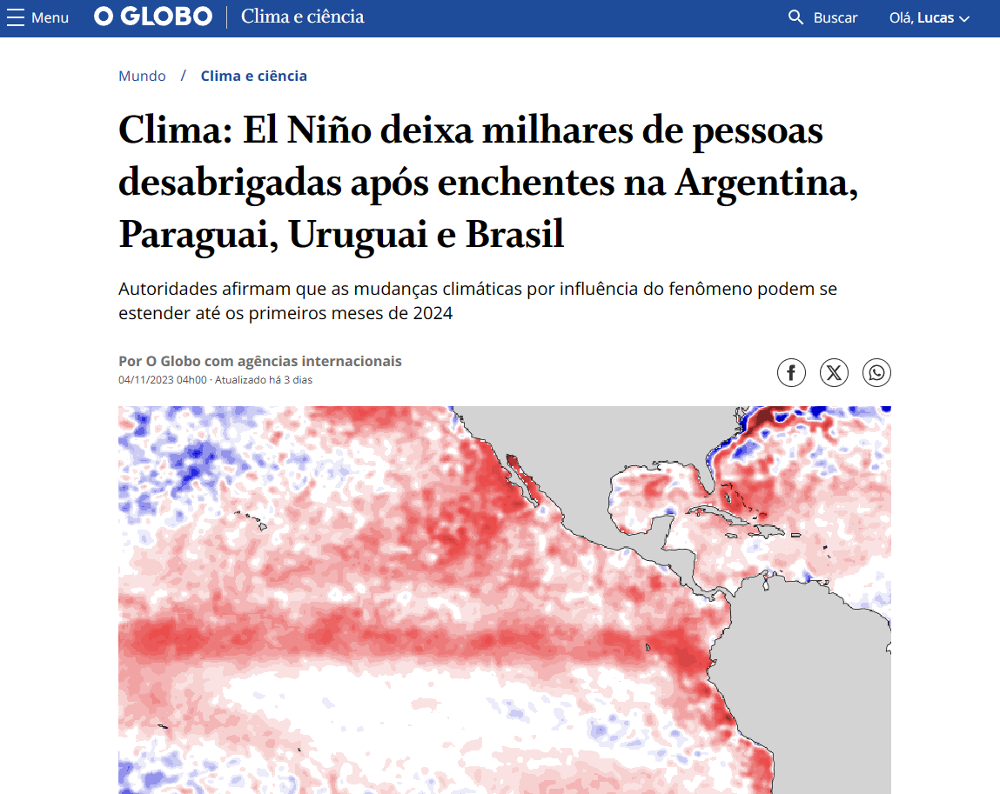 Menu O GLOBO Clima e ciência Buscar Olá, Lucas
Mundo / Clima e ciência
Clima: El Niño deixa milhares de pessoas
desabrigadas após enchentes na Argentina,
Paraguai, Uruguai e Brasil
Autoridades afirmam que as mudanças climáticas por influência do fenômeno podem se
estender até os primeiros meses de 2024
Por O Globo com agências internacionais
04/11/2023 04h00 · Atualizado há 3 dias